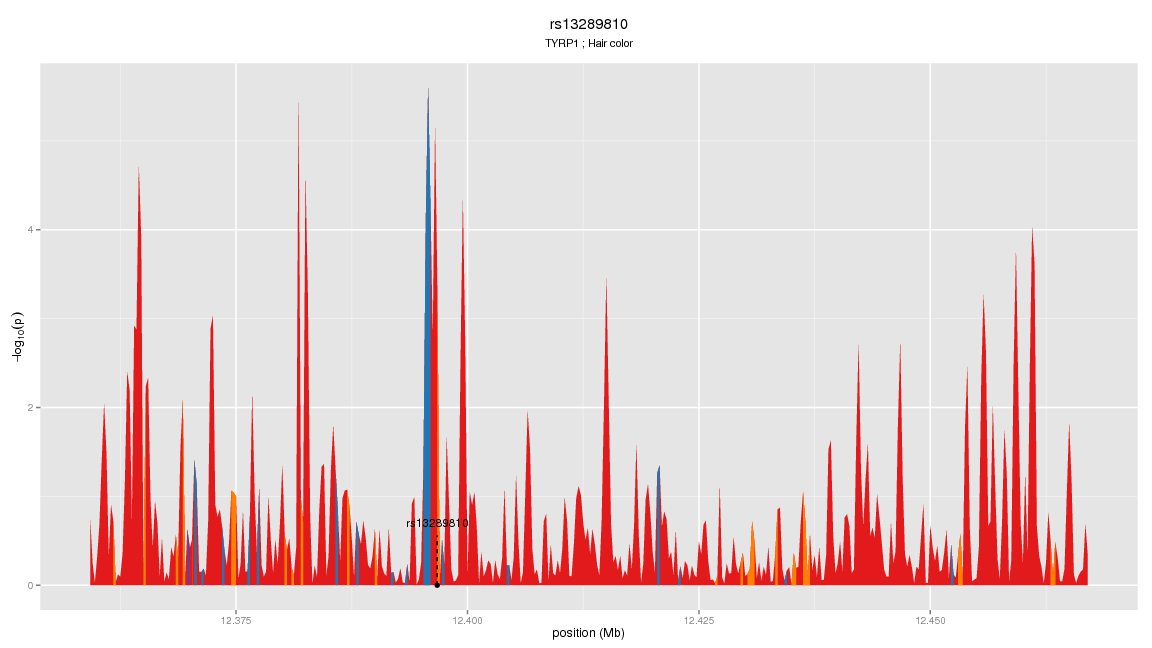 rs13289810
TYRP1 ; Hair color
4
2
0
−log10(p)
rs13289810
12.375
12.400
12.425
12.450
position (Mb)